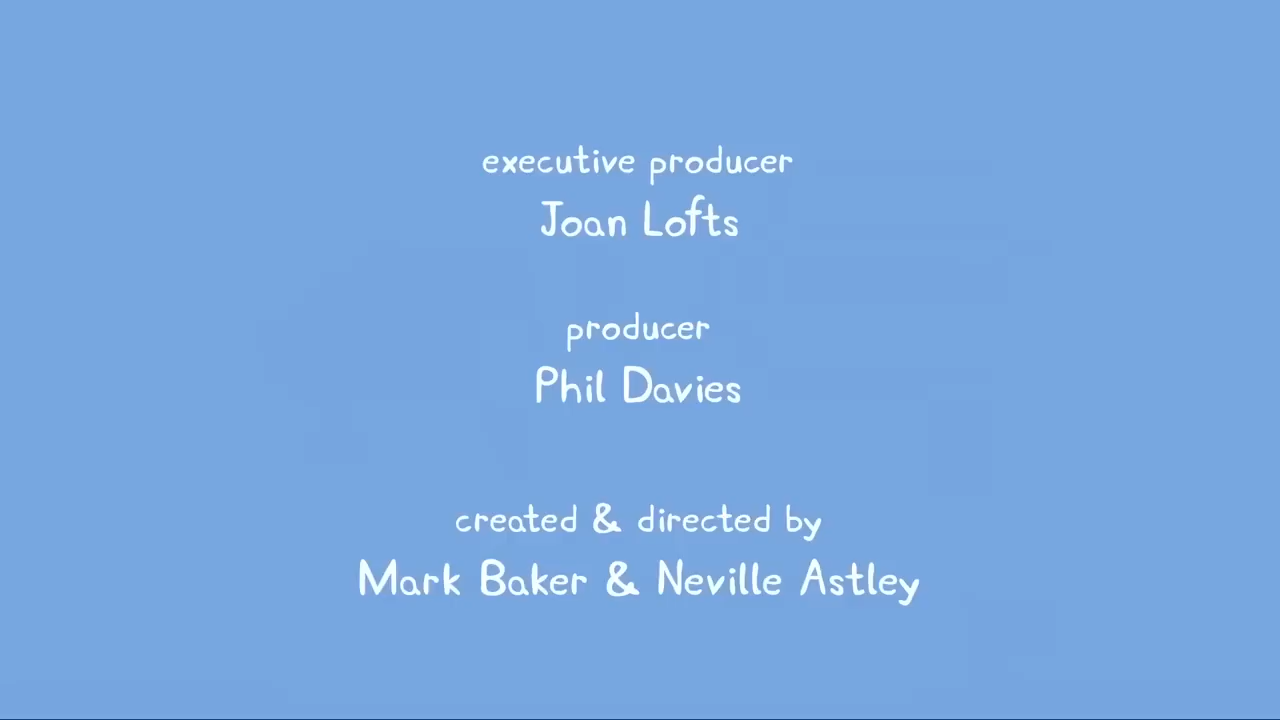 executive producer
Joan Lofts
producer
Phil Davies
created & directed by
Mark Baker & Neville Astley